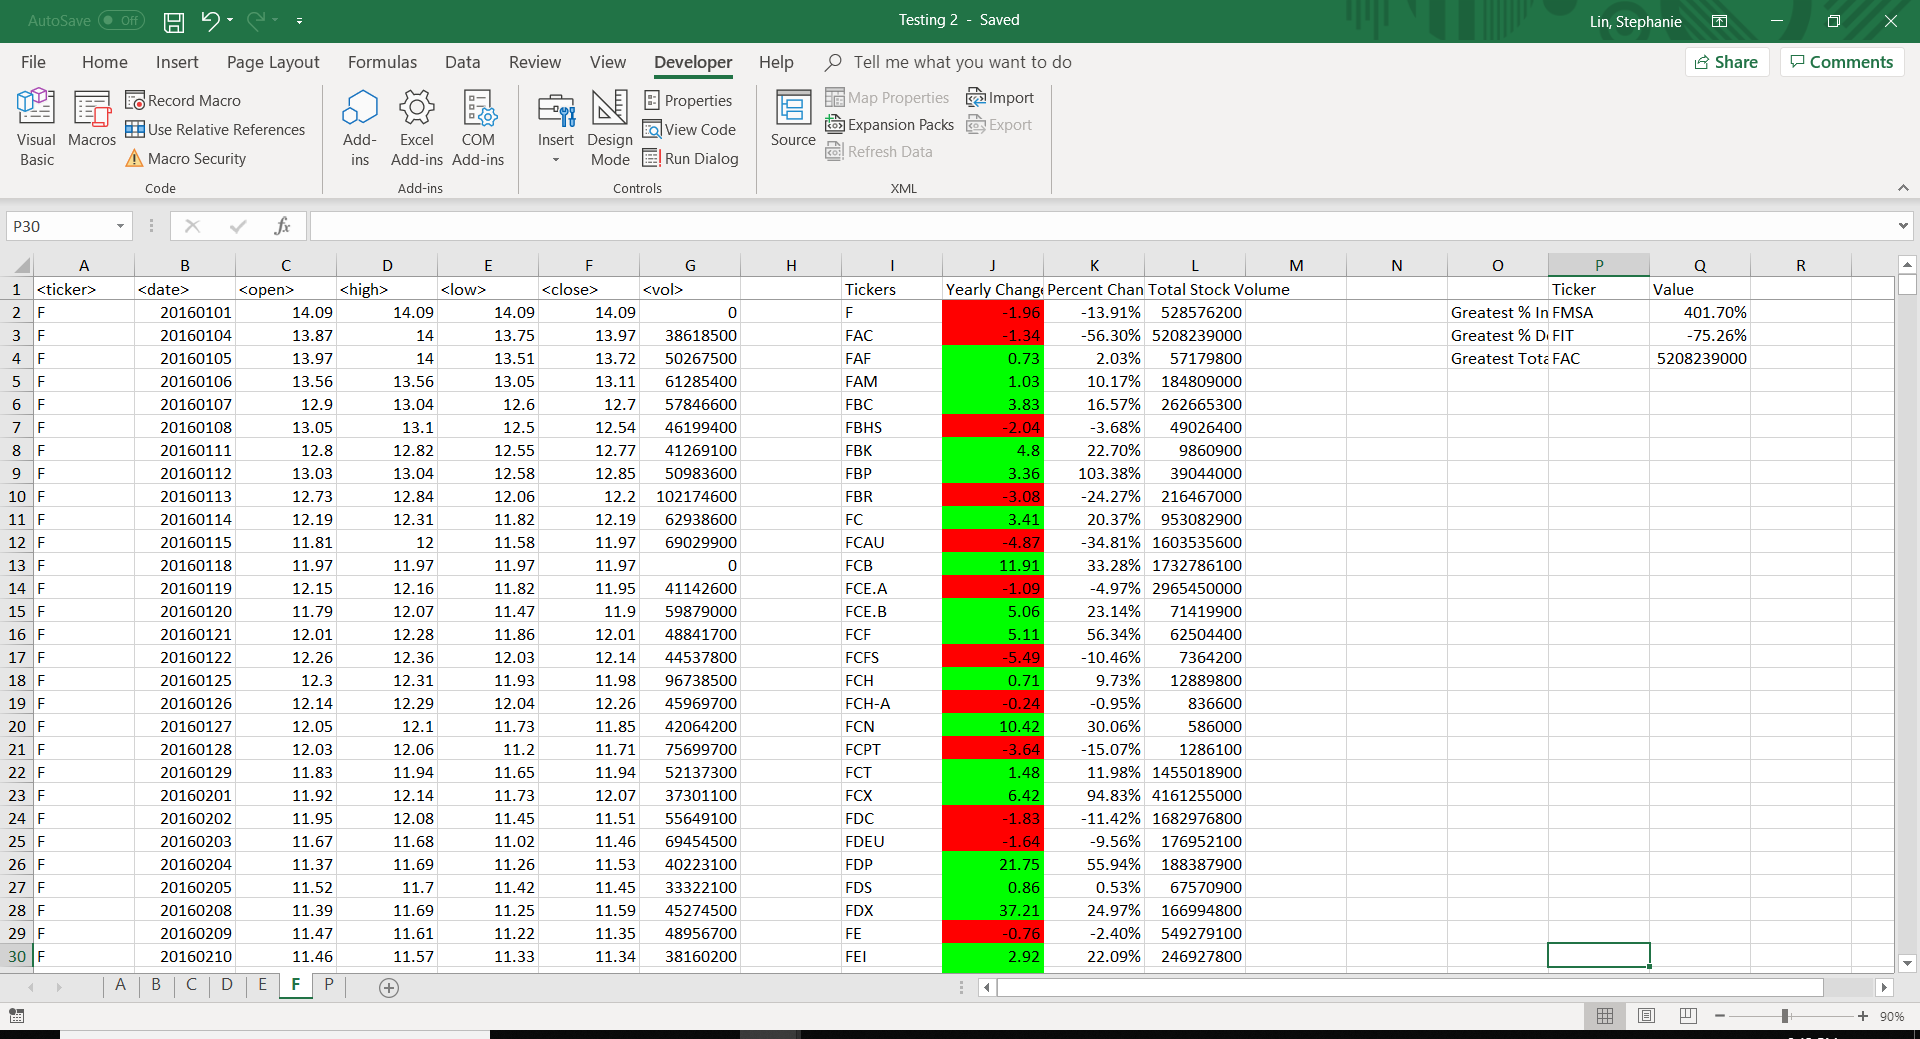 AutoSave Off
Testing 2 - Saved
Lin, Stephanie
File Home Insert Page Layout Formulas Data Review View Developer Help Tell me what you want to do Share Comments
Visual Basic
Macros
Record Macro
Use Relative References
Macro Security
Code
Add-ins
Excel Add-ins
COM Add-ins
Add-ins
Insert
Design Mode
Properties
View Code
Run Dialog
Controls
Source
Map Properties
Expansion Packs
Refresh Data
Import
Export
XML
P30 fx
A B C D E F G H I J K L M N O P Q R
1 <ticker> <date> <open> <high> <low> <close> <vol> Tickers Yearly Change Percent Chan Total Stock Volume Ticker Value
2 F 20160101 14.09 14.09 14.09 14.09 0 F -1.96 -13.91% 528576200 Greatest % In FMSA 401.70%
3 F 20160104 13.87 14 13.75 13.97 38618500 FAC -1.34 -56.30% 5208239000 Greatest % D FIT -75.26%
4 F 20160105 13.97 14 13.51 13.72 50267500 FAF 0.73 2.03% 57179800 Greatest Tota FAC 5208239000
5 F 20160106 13.56 13.56 13.05 13.11 61285400 FAM 1.03 10.17% 184809000
6 F 20160107 12.9 13.04 12.6 12.7 57846600 FBC 3.83 16.57% 262665300
7 F 20160108 13.05 13.1 12.5 12.54 46199400 FBHS -2.04 -3.68% 49026400
8 F 20160111 12.8 12.82 12.55 12.77 41269100 FBK 4.8 22.70% 9860900
9 F 20160112 13.03 13.04 12.58 12.85 50983600 FBP 3.36 103.38% 39044000
10 F 20160113 12.73 12.84 12.06 12.2 102174600 FBR -3.08 -24.27% 216467000
11 F 20160114 12.19 12.31 11.82 12.19 62938600 FC 3.41 20.37% 953082900
12 F 20160115 11.81 12 11.58 11.97 69029900 FCAU -4.87 -34.81% 1603535600
13 F 20160118 11.97 11.97 11.97 11.97 0 FCB 11.91 33.28% 1732786100
14 F 20160119 12.15 12.16 11.82 11.95 41142600 FCE.A -1.09 -4.97% 2965450000
15 F 20160120 11.79 12.07 11.47 11.9 59879000 FCE.B 5.06 23.14% 71419900
16 F 20160121 12.01 12.28 11.86 12.01 48841700 FCF 5.11 56.34% 62504400
17 F 20160122 12.26 12.36 12.03 12.14 44537800 FCFS -5.49 -10.46% 7364200
18 F 20160125 12.3 12.31 11.93 11.98 96738500 FCH 0.71 9.73% 12889800
19 F 20160126 12.14 12.29 12.04 12.26 45969700 FCH-A -0.24 -0.95% 836600
20 F 20160127 12.05 12.1 11.73 11.85 42064200 FCN 10.42 30.06% 586000
21 F 20160128 12.03 12.06 11.2 11.71 75699700 FCPT -3.64 -15.07% 1286100
22 F 20160129 11.83 11.94 11.65 11.94 52137300 FCT 1.48 11.98% 1455018900
23 F 20160201 11.92 12.14 11.73 12.07 37301100 FCX 6.42 94.83% 4161255000
24 F 20160202 11.95 12.08 11.45 11.51 55649100 FDC -1.83 -11.42% 1682976800
25 F 20160203 11.67 11.68 11.02 11.46 69454500 FDEU -1.64 -9.56% 176952100
26 F 20160204 11.37 11.69 11.26 11.53 40223100 FDP 21.75 55.94% 188387900
27 F 20160205 11.52 11.7 11.42 11.45 33322100 FDS 0.86 0.53% 67570900
28 F 20160208 11.39 11.69 11.25 11.59 45274500 FDX 37.21 24.97% 166994800
29 F 20160209 11.47 11.61 11.22 11.35 48956700 FE -0.76 -2.40% 549279100
30 F 20160210 11.46 11.57 11.33 11.34 38160200 FEI 2.92 22.09% 246927800
A B C D E F P
90%